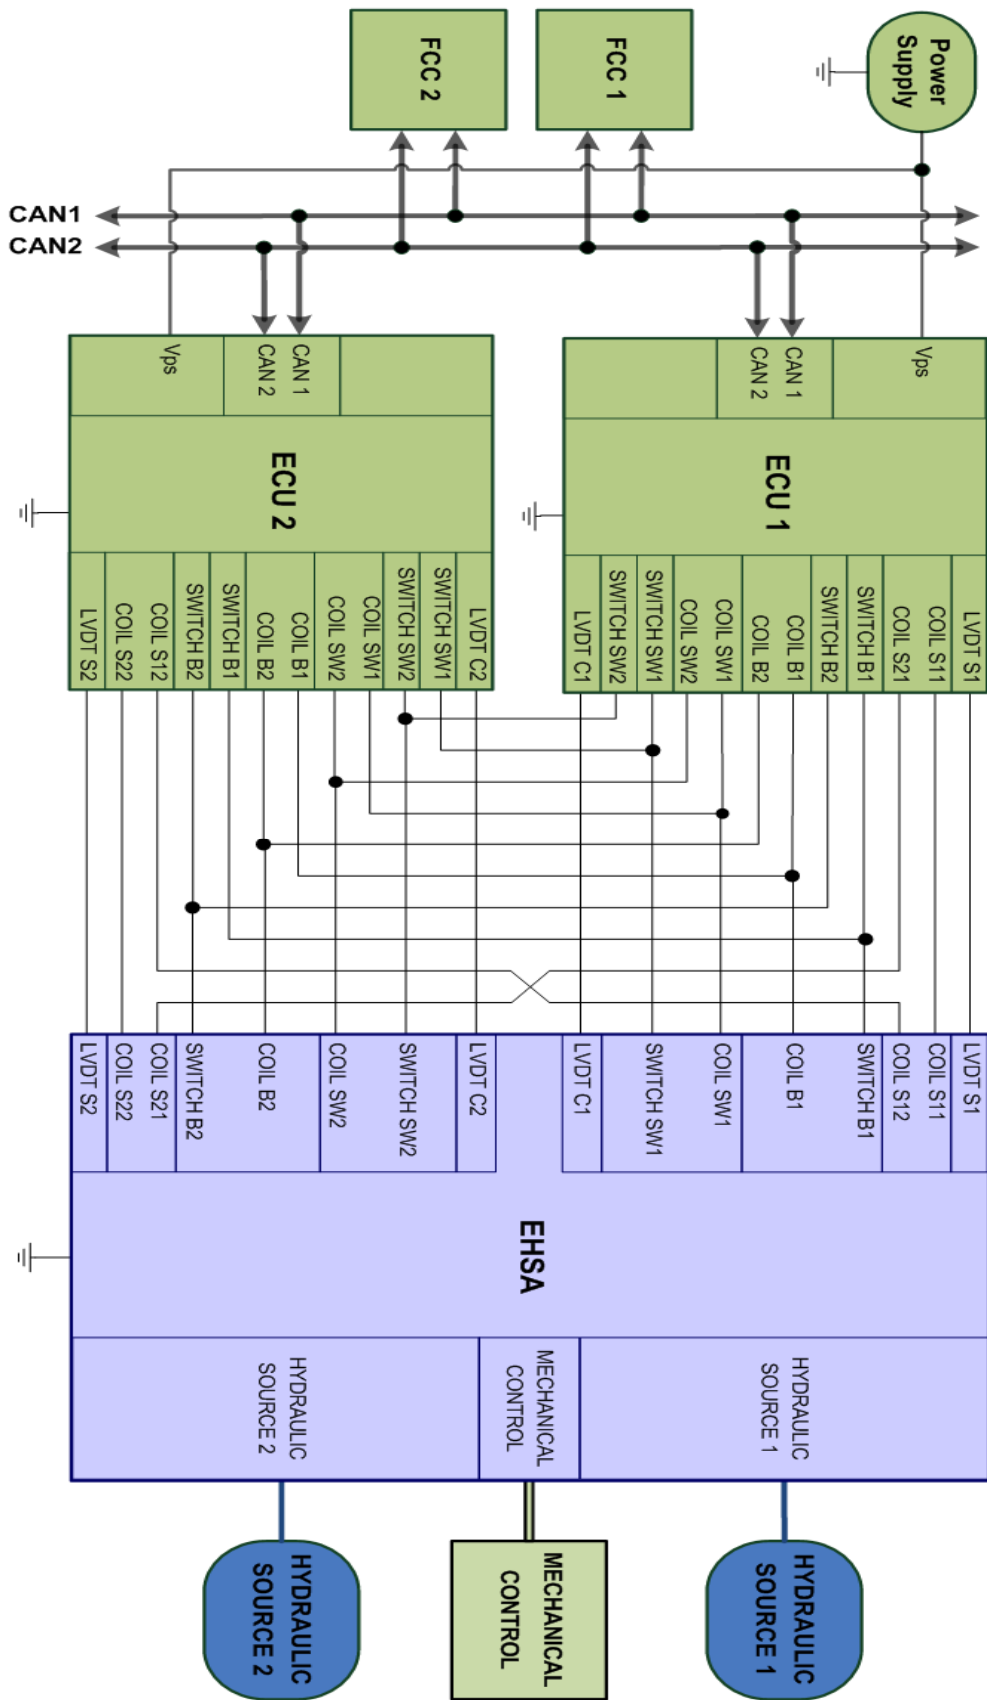 FCC 2
FCC 1
Power
Supply
CAN1
CAN2
Vps
CAN 2
CAN 1
CAN 2
CAN 1
Vps
ECU 2
ECU 1
LVDT S2
COIL S22
COIL S12
SWITCH B2
SWITCH B1
COIL B2
COIL B1
COIL SW2
COIL SW1
SWITCH SW2
SWITCH SW1
LVDT C2
LVDT C1
SWITCH SW2
SWITCH SW1
COIL SW2
COIL SW1
COIL B2
COIL B1
SWITCH B2
SWITCH B1
COIL S21
COIL S11
LVDT S1
LVDT S2
COIL S22
COIL S21
SWITCH B2
COIL B2
COIL SW2
SWITCH SW2
LVDT C2
LVDT C1
SWITCH SW1
COIL SW1
COIL B1
SWITCH B1
COIL S12
COIL S11
LVDT S1
EHSA
HYDRAULIC
SOURCE 2
MECHANICAL
CONTROL
HYDRAULIC
SOURCE 1
HYDRAULIC
SOURCE 2
MECHANICAL
CONTROL
HYDRAULIC
SOURCE 1